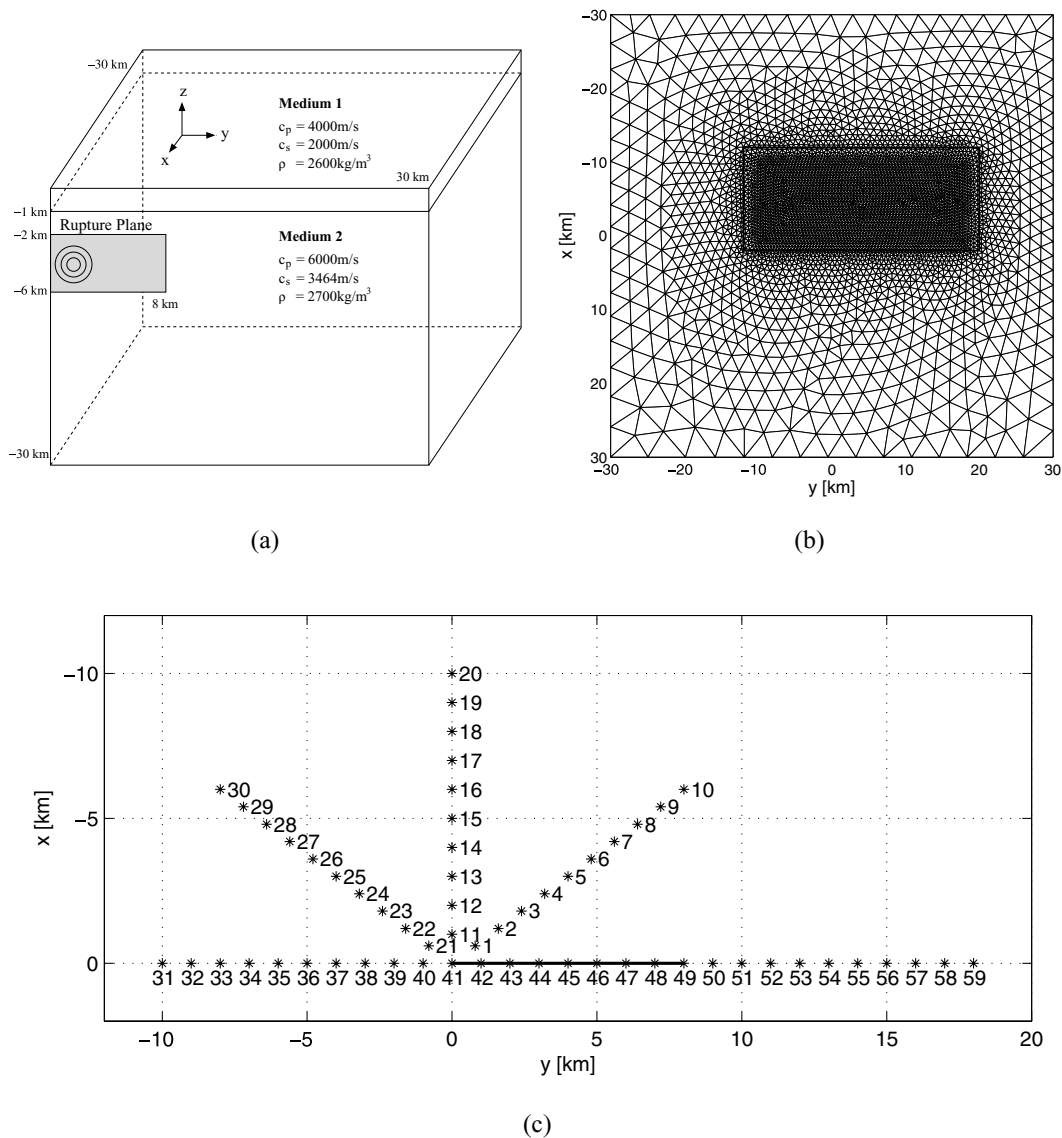 −30 km
z
y
x
Medium 1
cp = 4000m/s
cs = 2000m/s
ρ = 2600kg/m3
30 km
−1 km
Rupture Plane
−2 km
Medium 2
cp = 6000m/s
cs = 3464m/s
ρ = 2700kg/m3
−6 km
8 km
−30 km
(a)
−30
−20
−10
0
10
20
30
x [km]
−30 −20 −10 0 10 20 30
y [km]
(b)
−10
−5
0
x [km]
20
19
18
17
16
15
14
13
12
11
30
29
28
27
26
25
24
23
22
21
10
9
8
7
6
5
4
3
2
1
31 32 33 34 35 36 37 38 39 40 41 42 43 44 45 46 47 48 49 50 51 52 53 54 55 56 57 58 59
−10 −5 0 5 10 15 20
y [km]
(c)